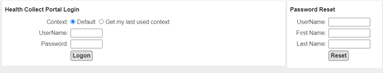 Health Collect Portal Login
Context: Default Get my last used context
UserName:
Password:
Logon
Password Reset
UserName:
First Name:
Last Name:
Reset